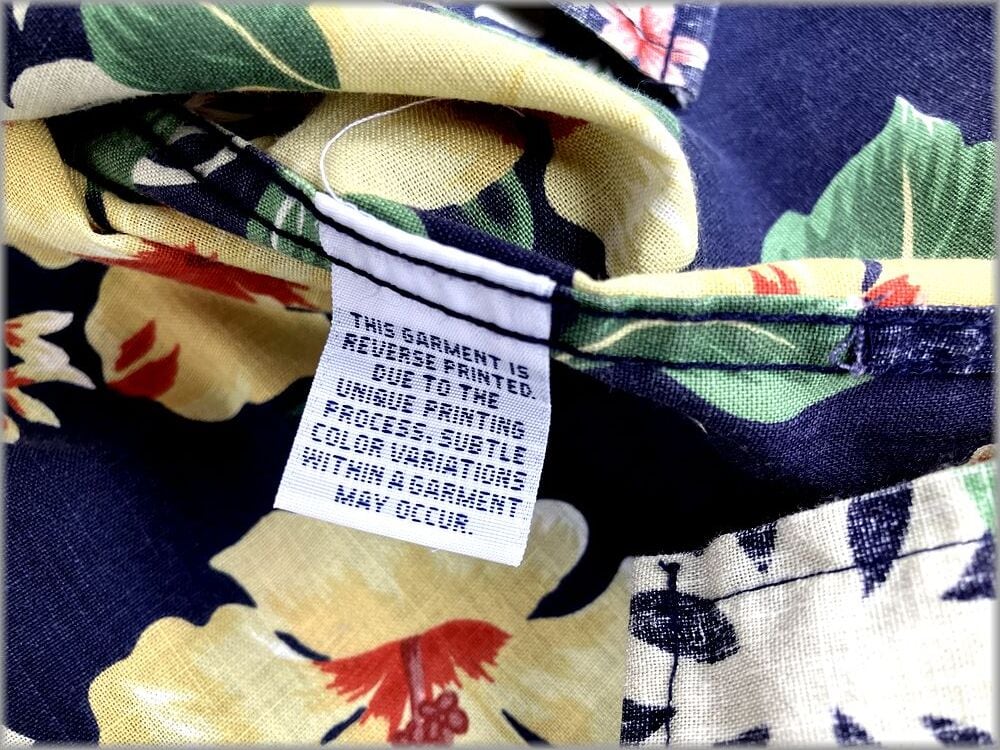 THIS GARMENT IS
REVERSE PRINTED.
DUE TO THE
UNIQUE PRINTING
PROCESS. SUBTLE
COLOR VARIATIONS
WITHIN A GARMENT
MAY OCCUR.